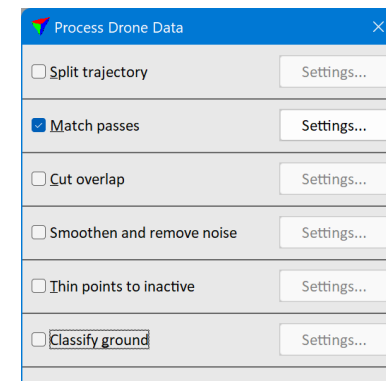 Process Drone Data
Split trajectory Settings...
Match passes Settings...
Cut overlap Settings...
Smoothen and remove noise Settings...
Thin points to inactive Settings...
Classify ground Settings...